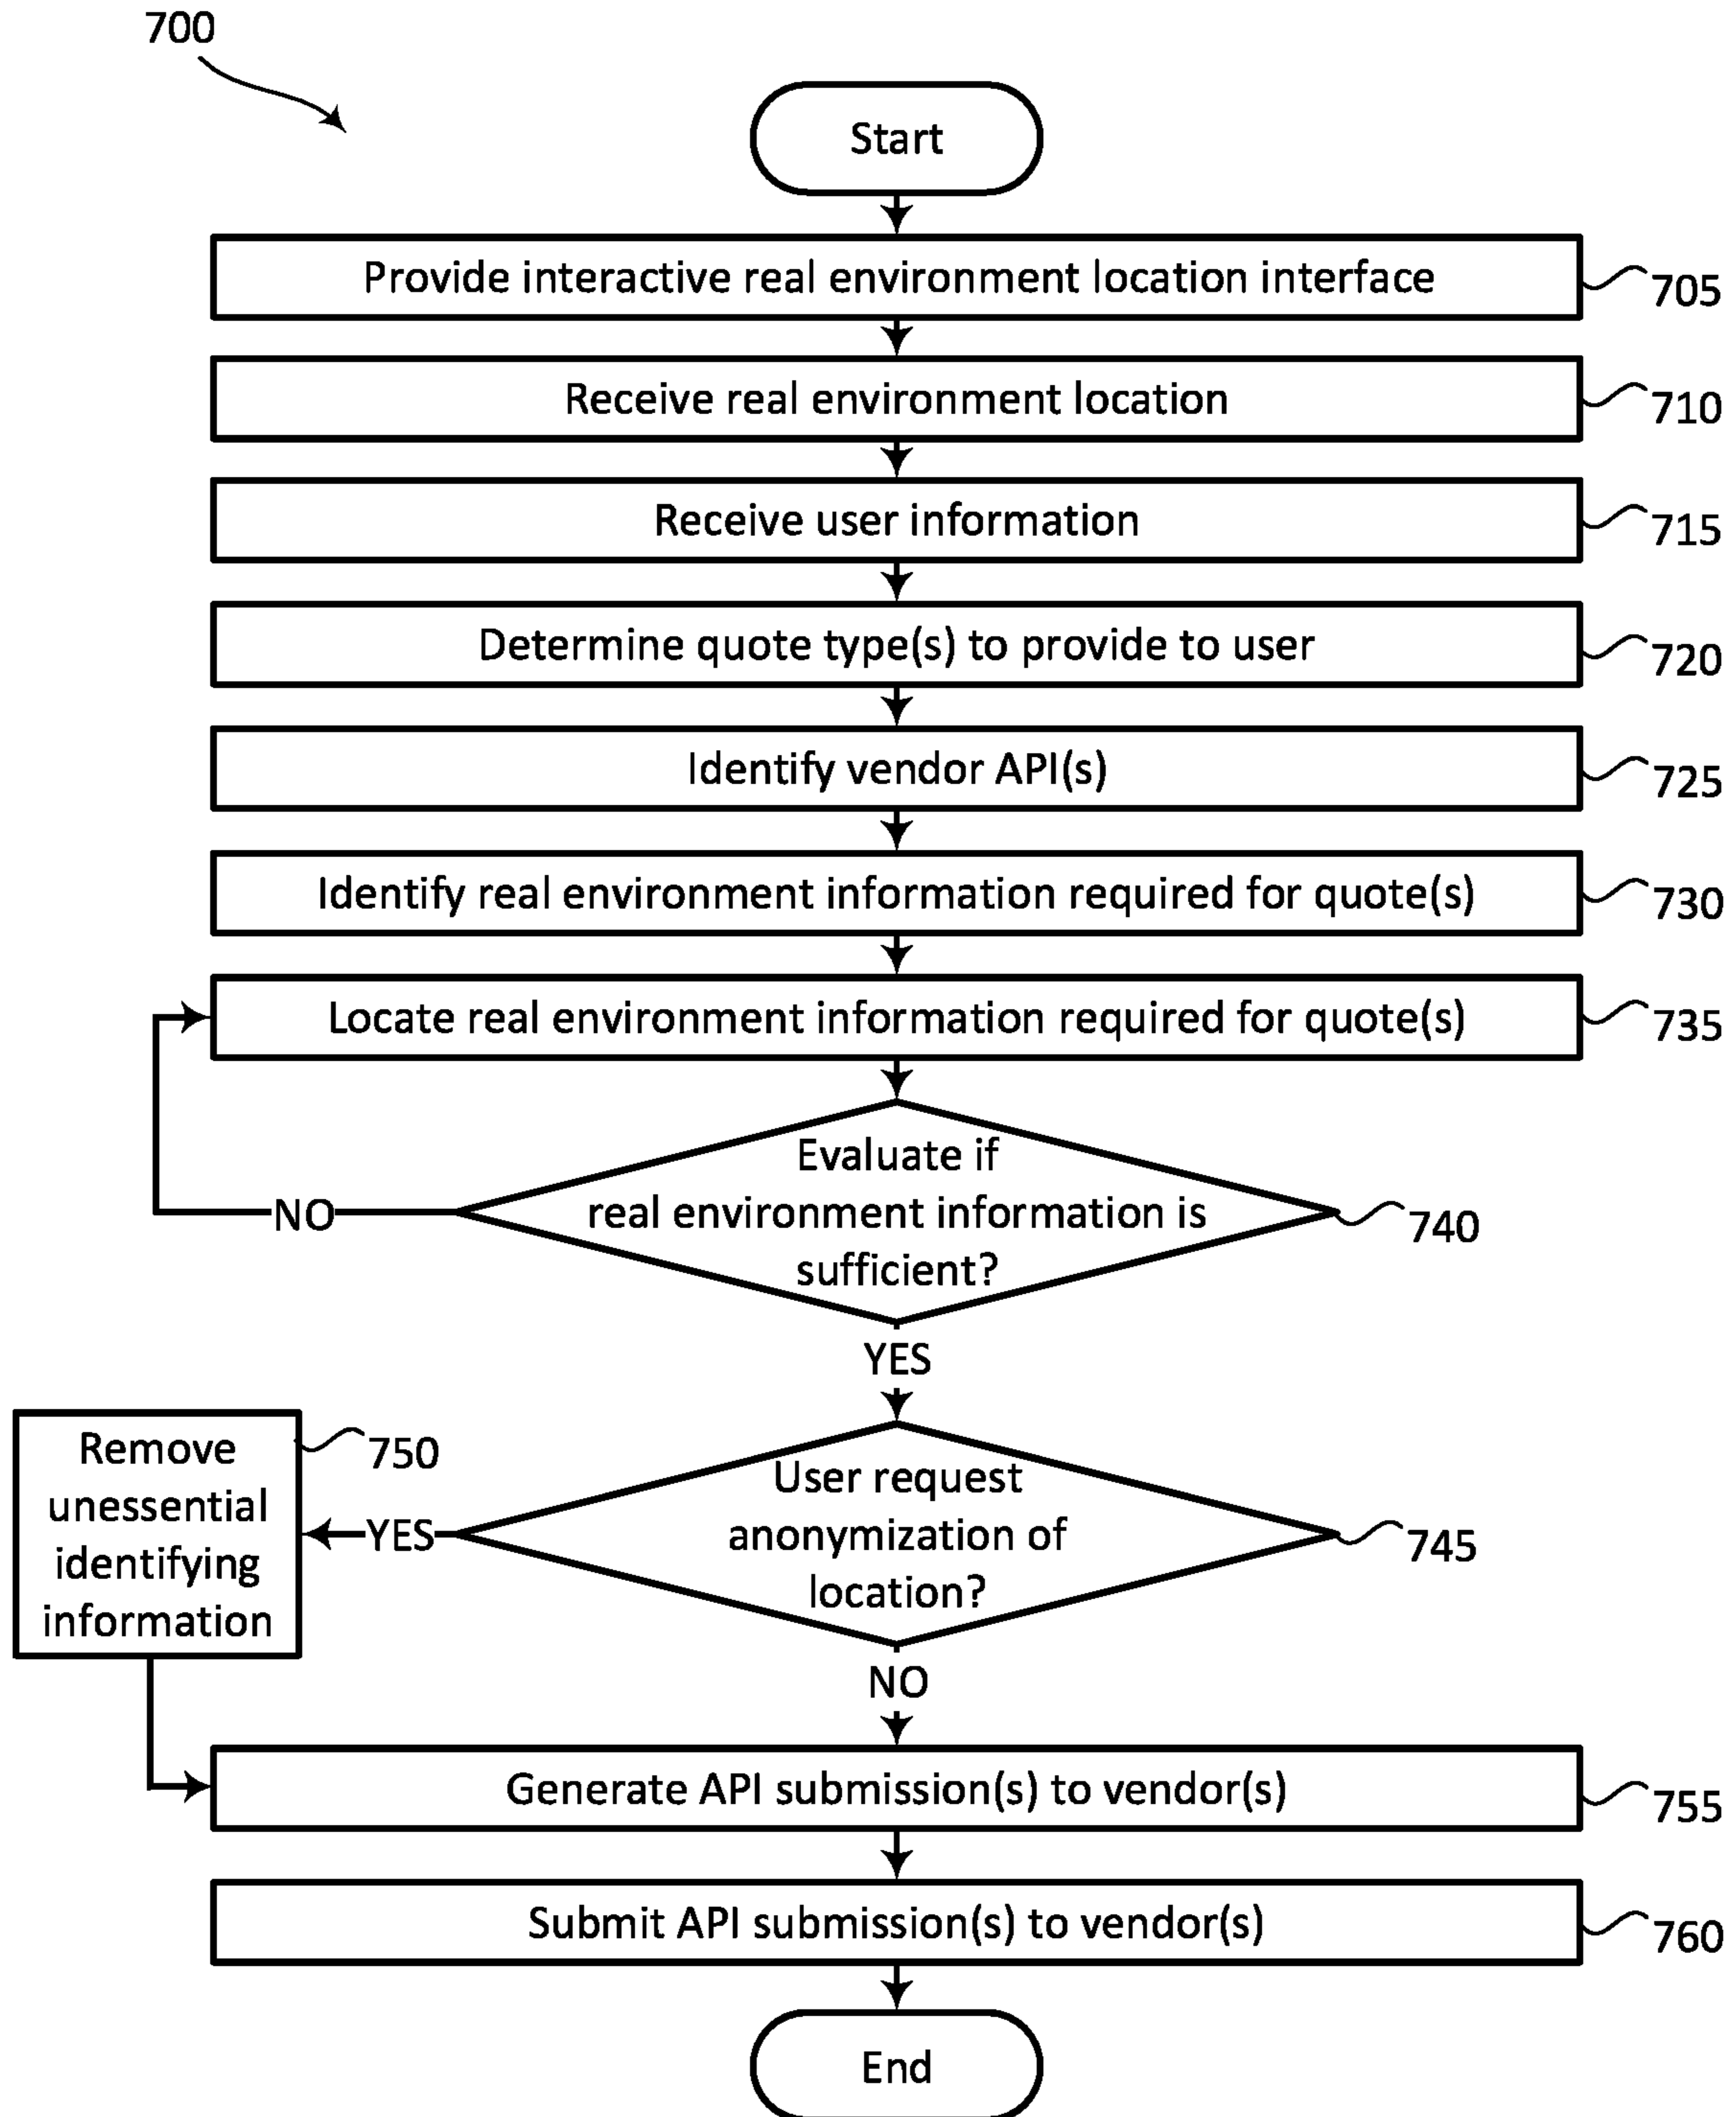 700
Start
Provide interactive real environment location interface
705
Receive real environment location
710
Receive user information
715
Determine quote type(s) to provide to user
720
Identify vendor API(s)
725
Identify real environment information required for quote(s)
730
Locate real environment information required for quote(s)
735
Evaluate if
real environment information is
sufficient?
740
NO
YES
User request
anonymization of
location?
745
YES
Remove
unessential
identifying
information
750
NO
Generate API submission(s) to vendor(s)
755
Submit API submission(s) to vendor(s)
760
End